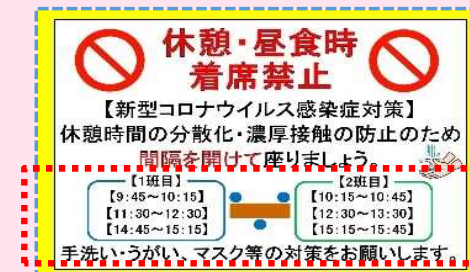 休憩・昼食時
着席禁止
【新型コロナウイルス感染症対策】
休憩時間の分散化・濃厚接触の防止のため
間隔を開けて座りましょう。
【1班目】
【9:45～10:15】
【11:30～12:30】
【14:45～15:15】
【2班目】
【10:15～10:45】
【12:30～13:30】
【15:15～15:45】
手洗い・うがい、マスク等の対策をお願いします。